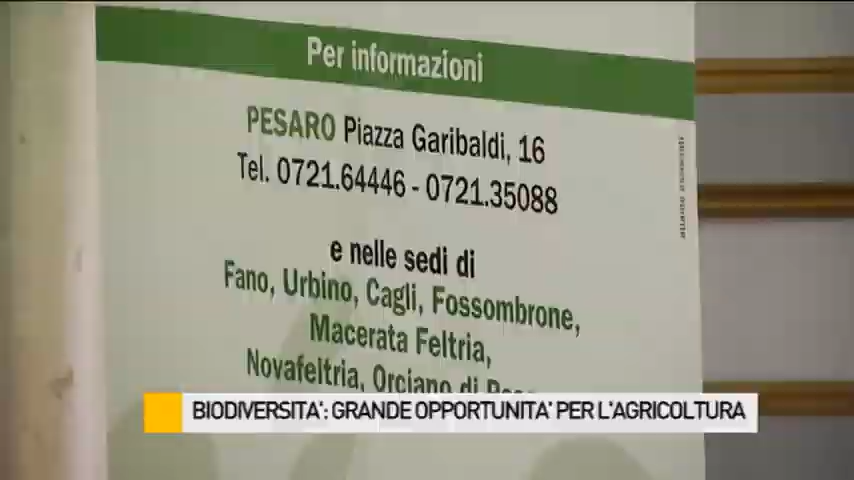 Per informazioni
PESARO Piazza Garibaldi, 16
Tel. 0721.64446 - 0721.35088
e nelle sedi di
Fano, Urbino, Cagli, Fossombrone,
Macerata Feltria,
Novafeltria, Orciano di
BIODIVERSITA': GRANDE OPPORTUNITA' PER L'AGRICOLTURA